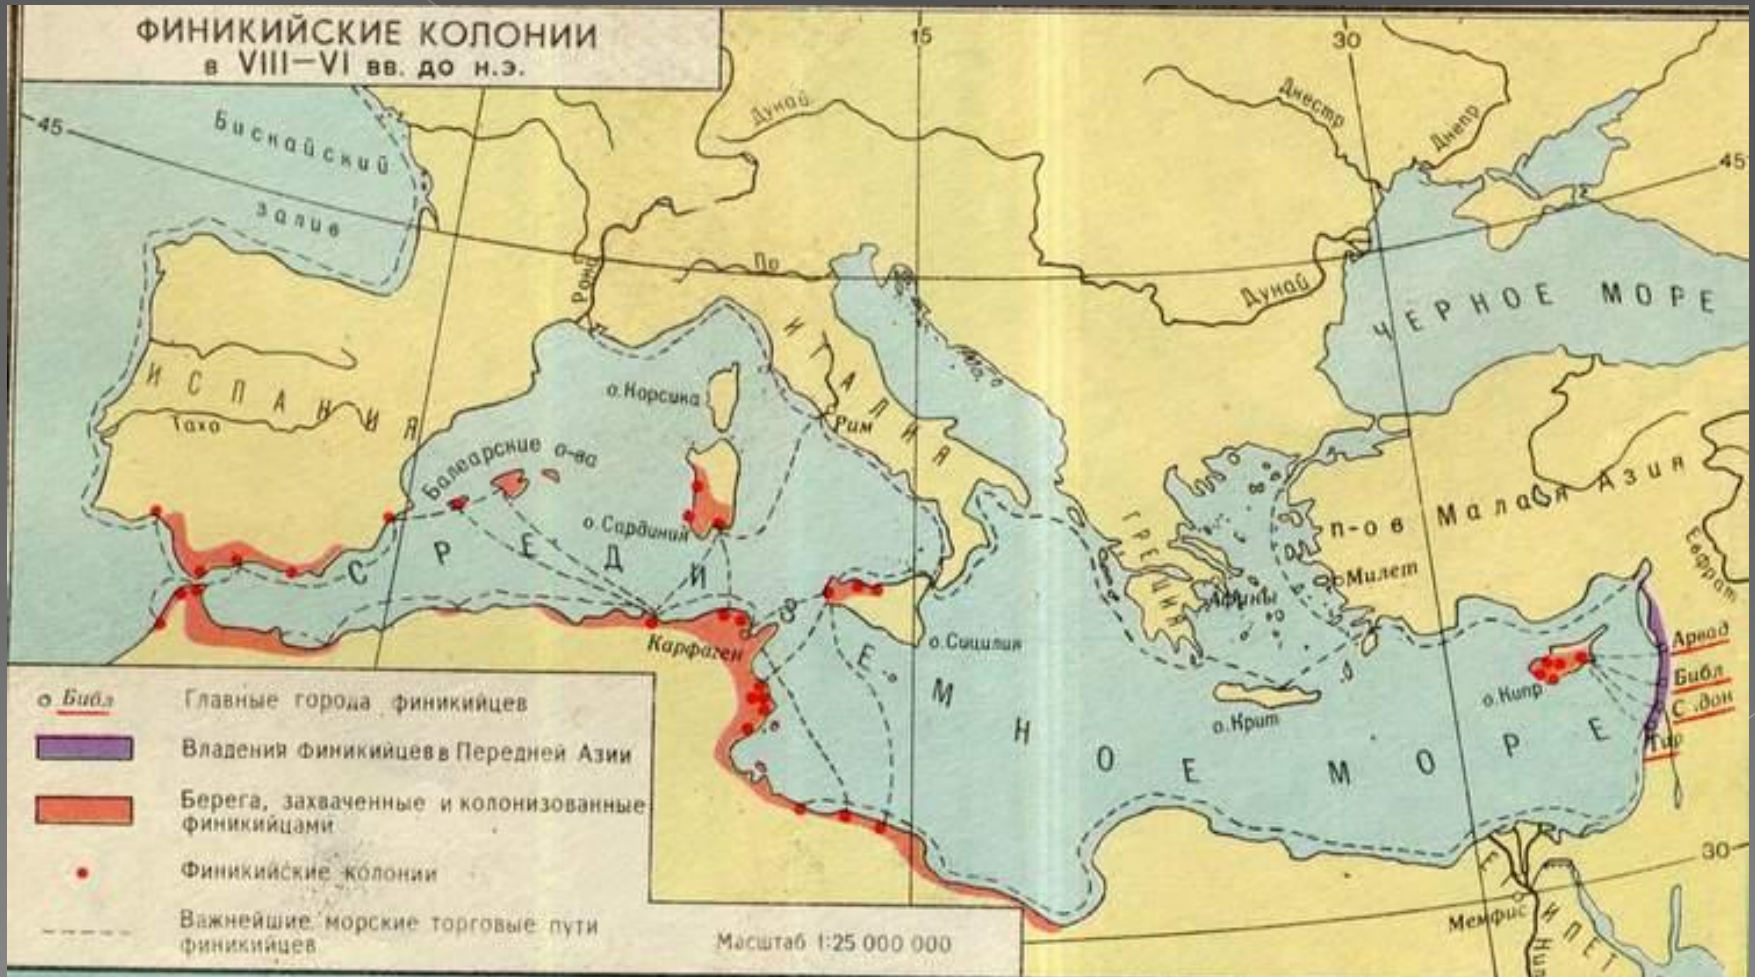 ФИНИКИЙСКИЕ КОЛОНИИ
в VIII—VI вв. до н.э.
15
30
45
Бискайский
залив
Дунай
Днестр
Днепр
45
Рона
По
Дунай
ЧЕРНОЕ МОРЕ
ИСПАНИЯ
Тахо
ИТАЛИЯ
о.Корсика
Рим
Балеарские о-ва
о.Сардиния
ГРЕЦИЯ
п-ов Малая Азия
Евфрат
СРЕДИЗЕМНОЕ МОРЕ
Милет
Афины
Карфаген
о.Сицилия
о.Крит
о.Кипр
Арвад
Библ
С.дон
Тир
ЕГИПЕТ
Мемфис
30
Библ
Главные города финикийцев
Владения финикийцев в Передней Азии
Берега, захваченные и колонизованные
финикийцами
Финикийские колонии
Важнейшие морские торговые пути
финикийцев
Масштаб 1:25 000 000